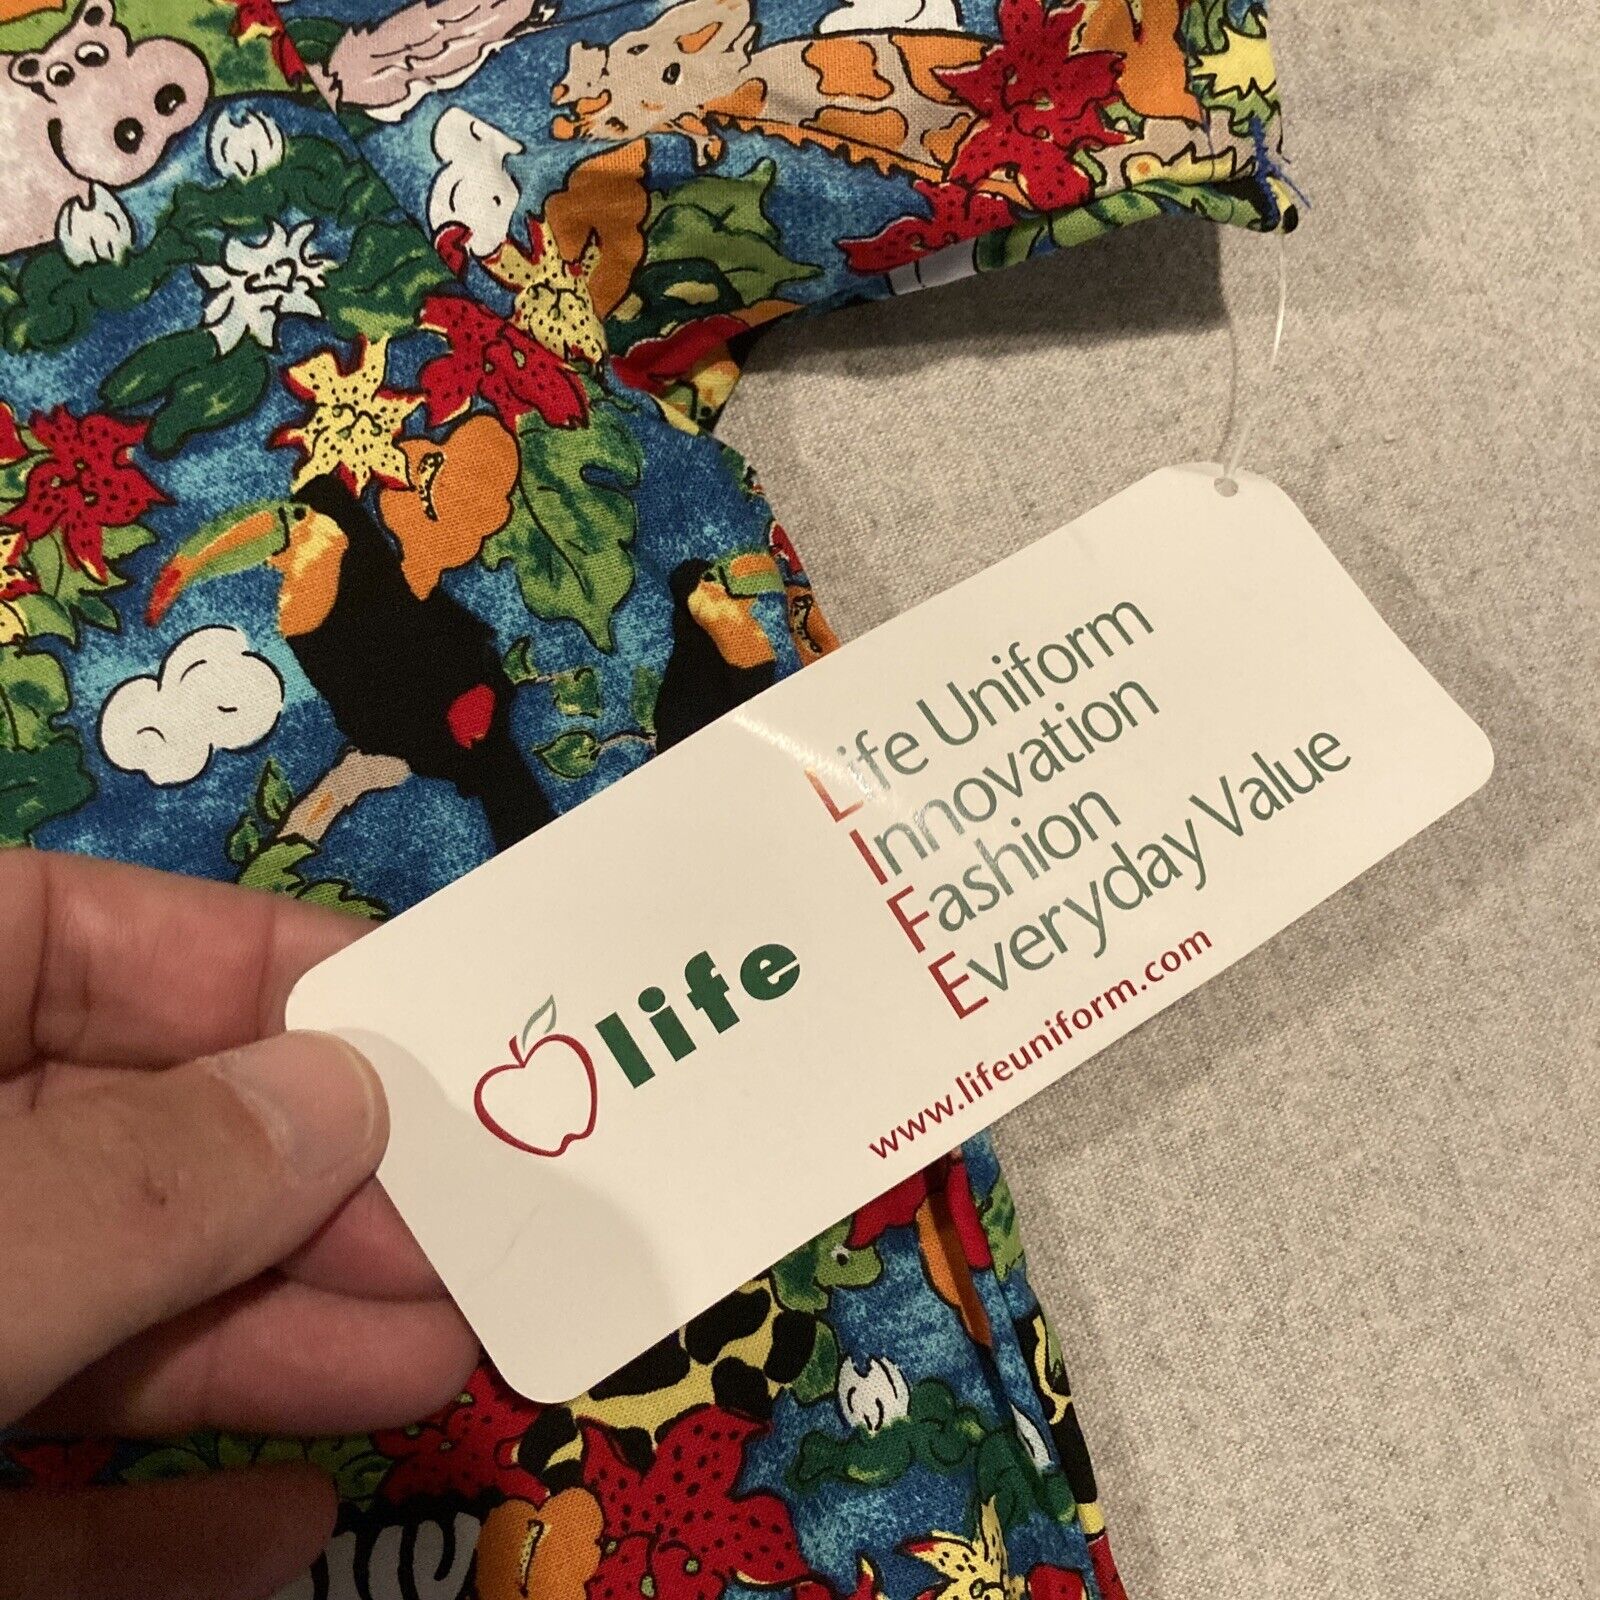 life
Life Uniform
Innovation
Fashion
Everyday Value
www.lifeuniform.com